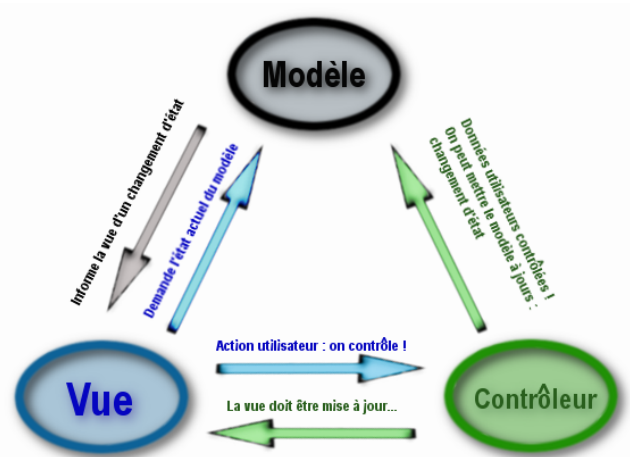 Modèle
Informe la vue d'un changement d'état
Demande l'état actuel du modèle
Données utilisateurs contrôlées !
On peut mettre le modèle à jours :
changement d'état
Action utilisateur : on contrôle !
Vue
Contrôleur
La vue doit être mise à jour...